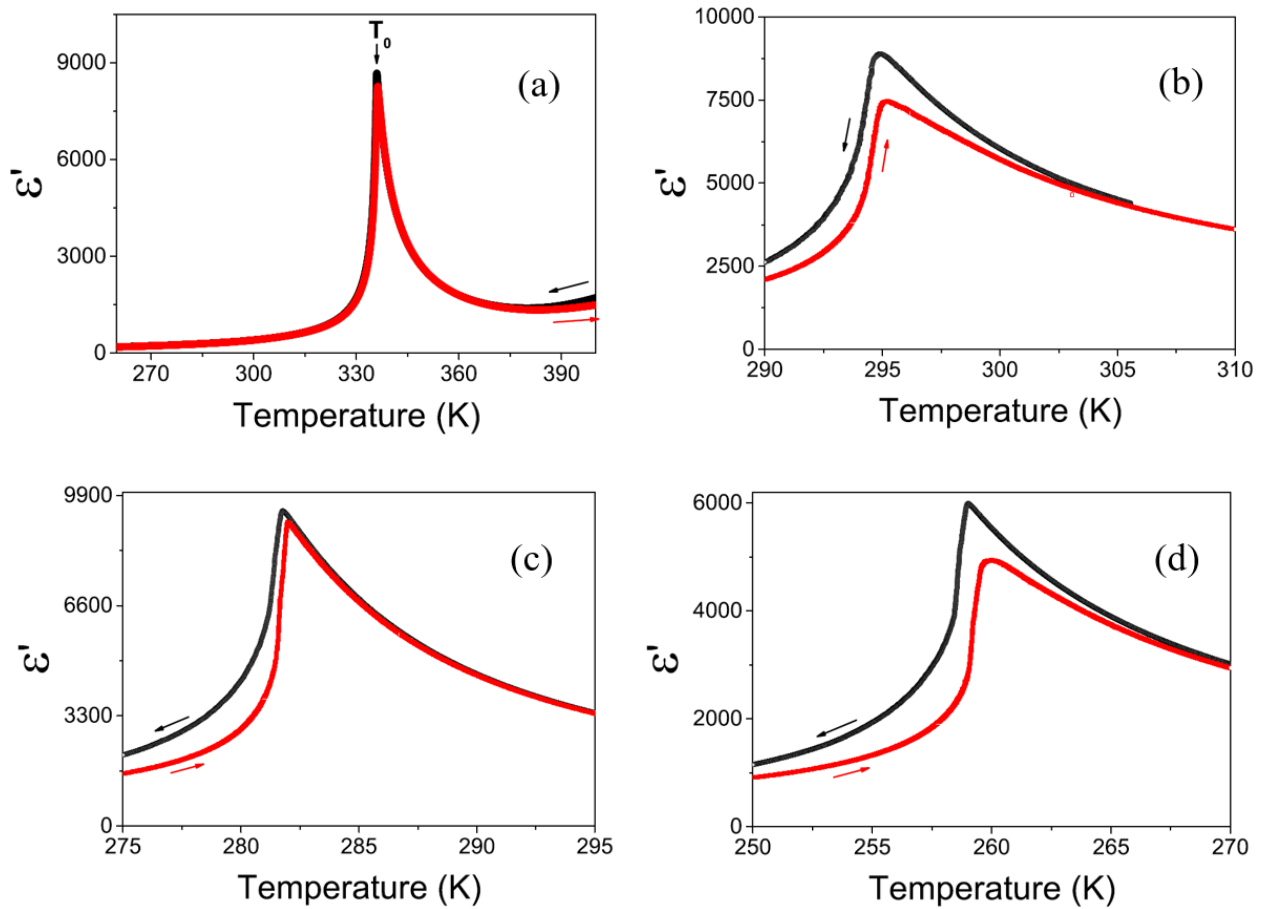 T₀
(a)
9000
6000
3000
0
ε'
270 300 330 360 390
Temperature (K)
(b)
10000
7500
5000
2500
0
ε'
290 295 300 305 310
Temperature (K)
(c)
9900
6600
3300
0
ε'
275 280 285 290 295
Temperature (K)
(d)
6000
4000
2000
0
ε'
250 255 260 265 270
Temperature (K)